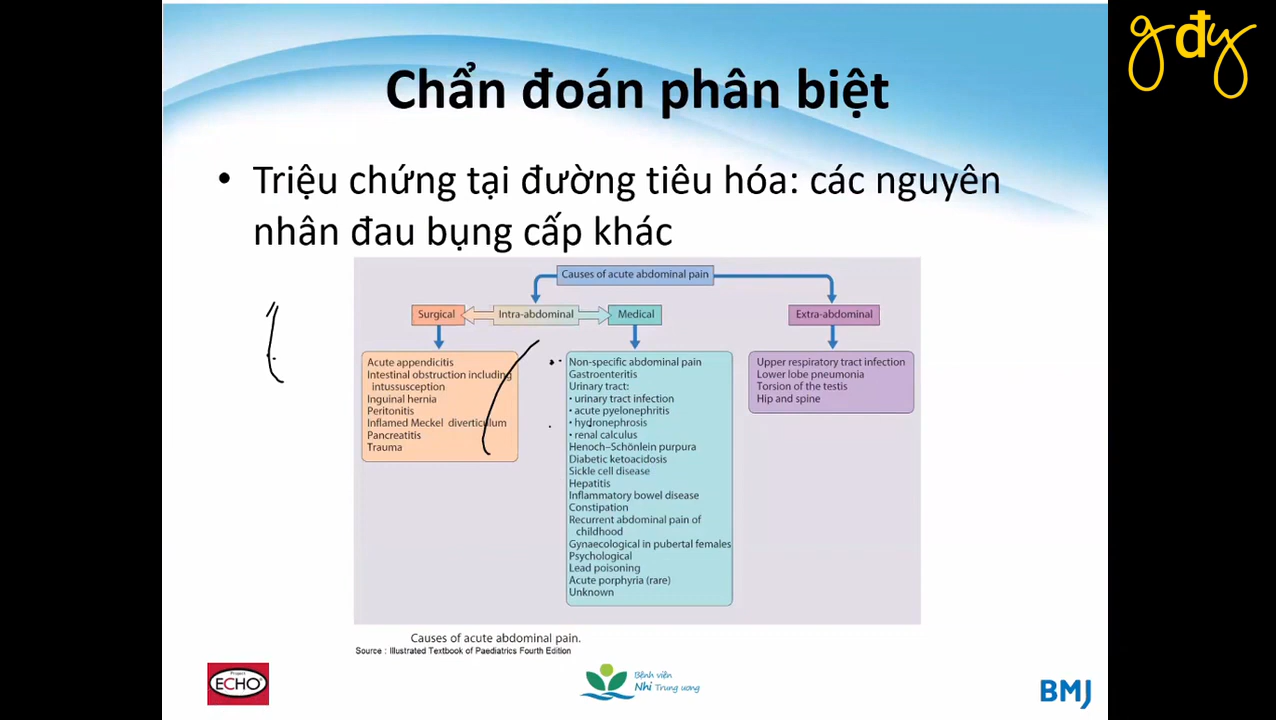 gđy
Chẩn đoán phân biệt
• Triệu chứng tại đường tiêu hóa: các nguyên
nhân đau bụng cấp khác
Causes of acute abdominal pain
Surgical
Intra-abdominal
Medical
Extra-abdominal
Acute appendicitis
Intestinal obstruction including
intussusception
Inguinal hernia
Peritonitis
Inflamed Meckel diverticulum
Pancreatitis
Trauma
Non-specific abdominal pain
Gastroenteritis
Urinary tract:
• urinary tract infection
• acute pyelonephritis
• hydronephrosis
• renal calculus
Henoch–Schönlein purpura
Diabetic ketoacidosis
Sickle cell disease
Hepatitis
Inflammatory bowel disease
Constipation
Recurrent abdominal pain of
childhood
Gynaecological in pubertal females
Psychological
Lead poisoning
Acute porphyria (rare)
Unknown
Upper respiratory tract infection
Lower lobe pneumonia
Torsion of the testis
Hip and spine
Causes of acute abdominal pain.
Source : Illustrated Textbook of Paediatrics Fourth Edition
Project
ECHO
Bệnh viện
Nhi Trung ương
BMJ